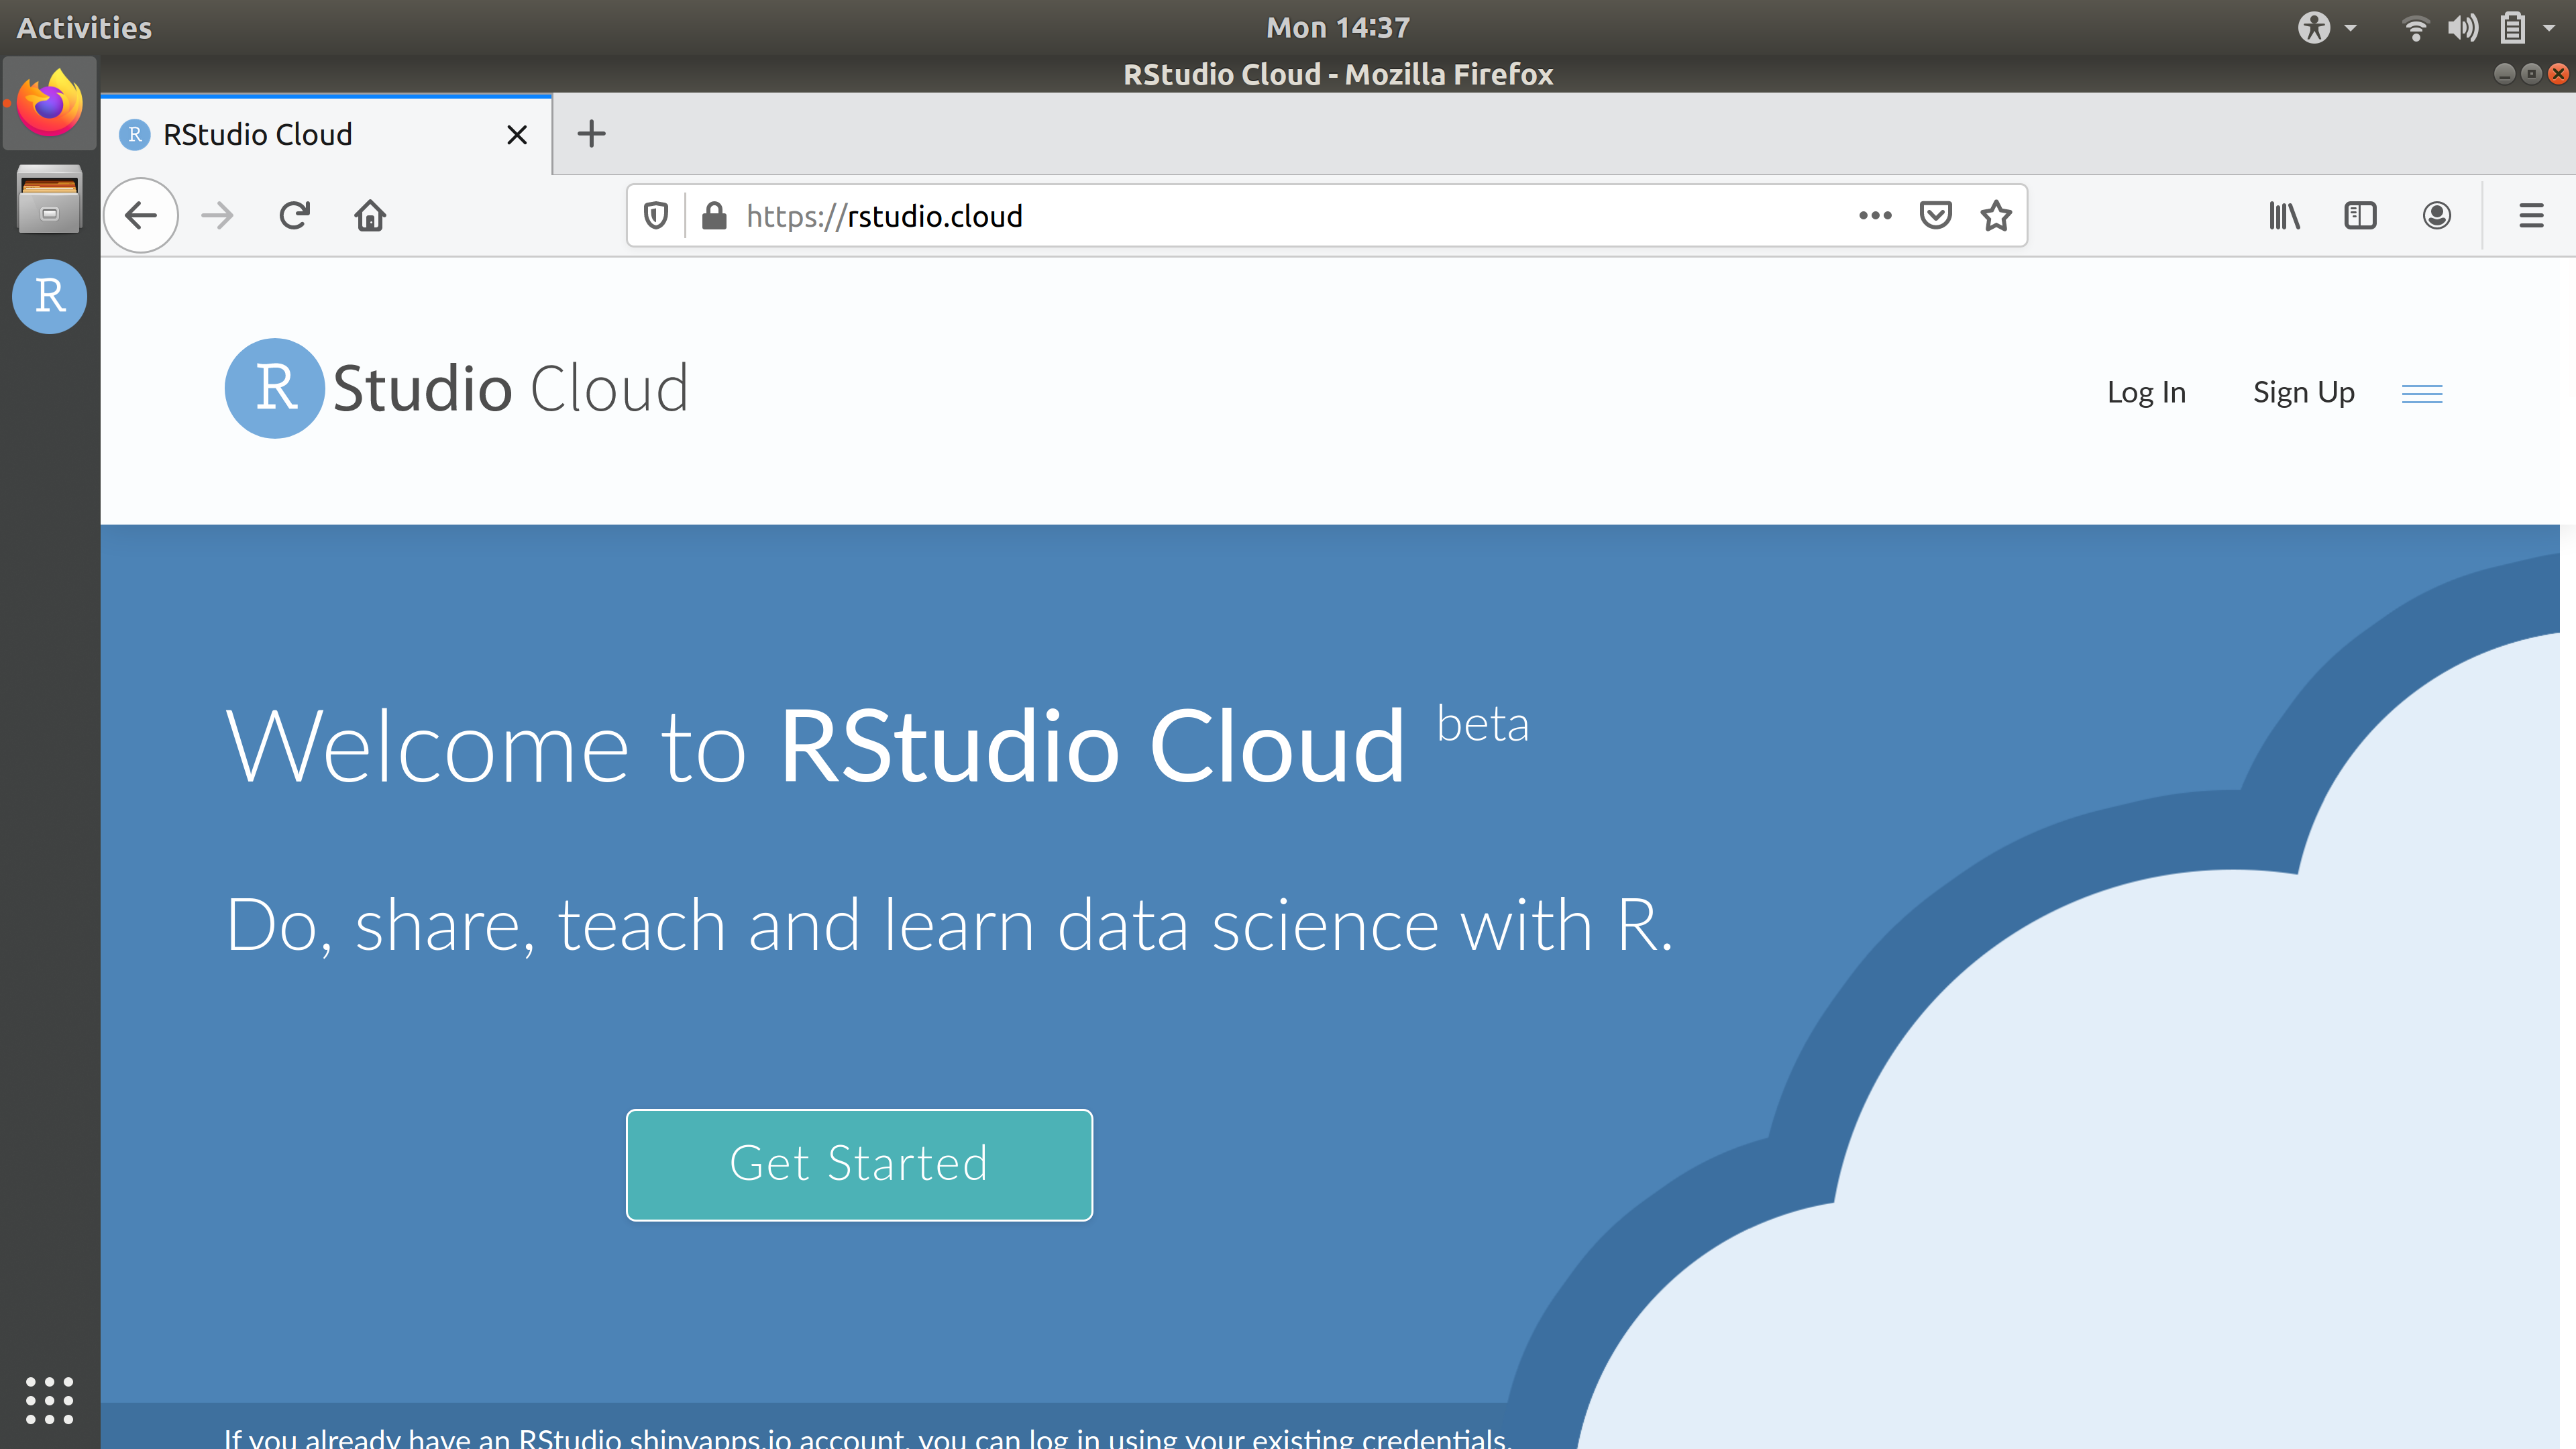 Activities
Mon 14:37
RStudio Cloud - Mozilla Firefox
R RStudio Cloud
https://rstudio.cloud
R
R Studio Cloud
Log In
Sign Up
Welcome to RStudio Cloud beta
Do, share, teach and learn data science with R.
Get Started
If you already have an RStudio shinyapps.io account, you can log in using your existing credentials.